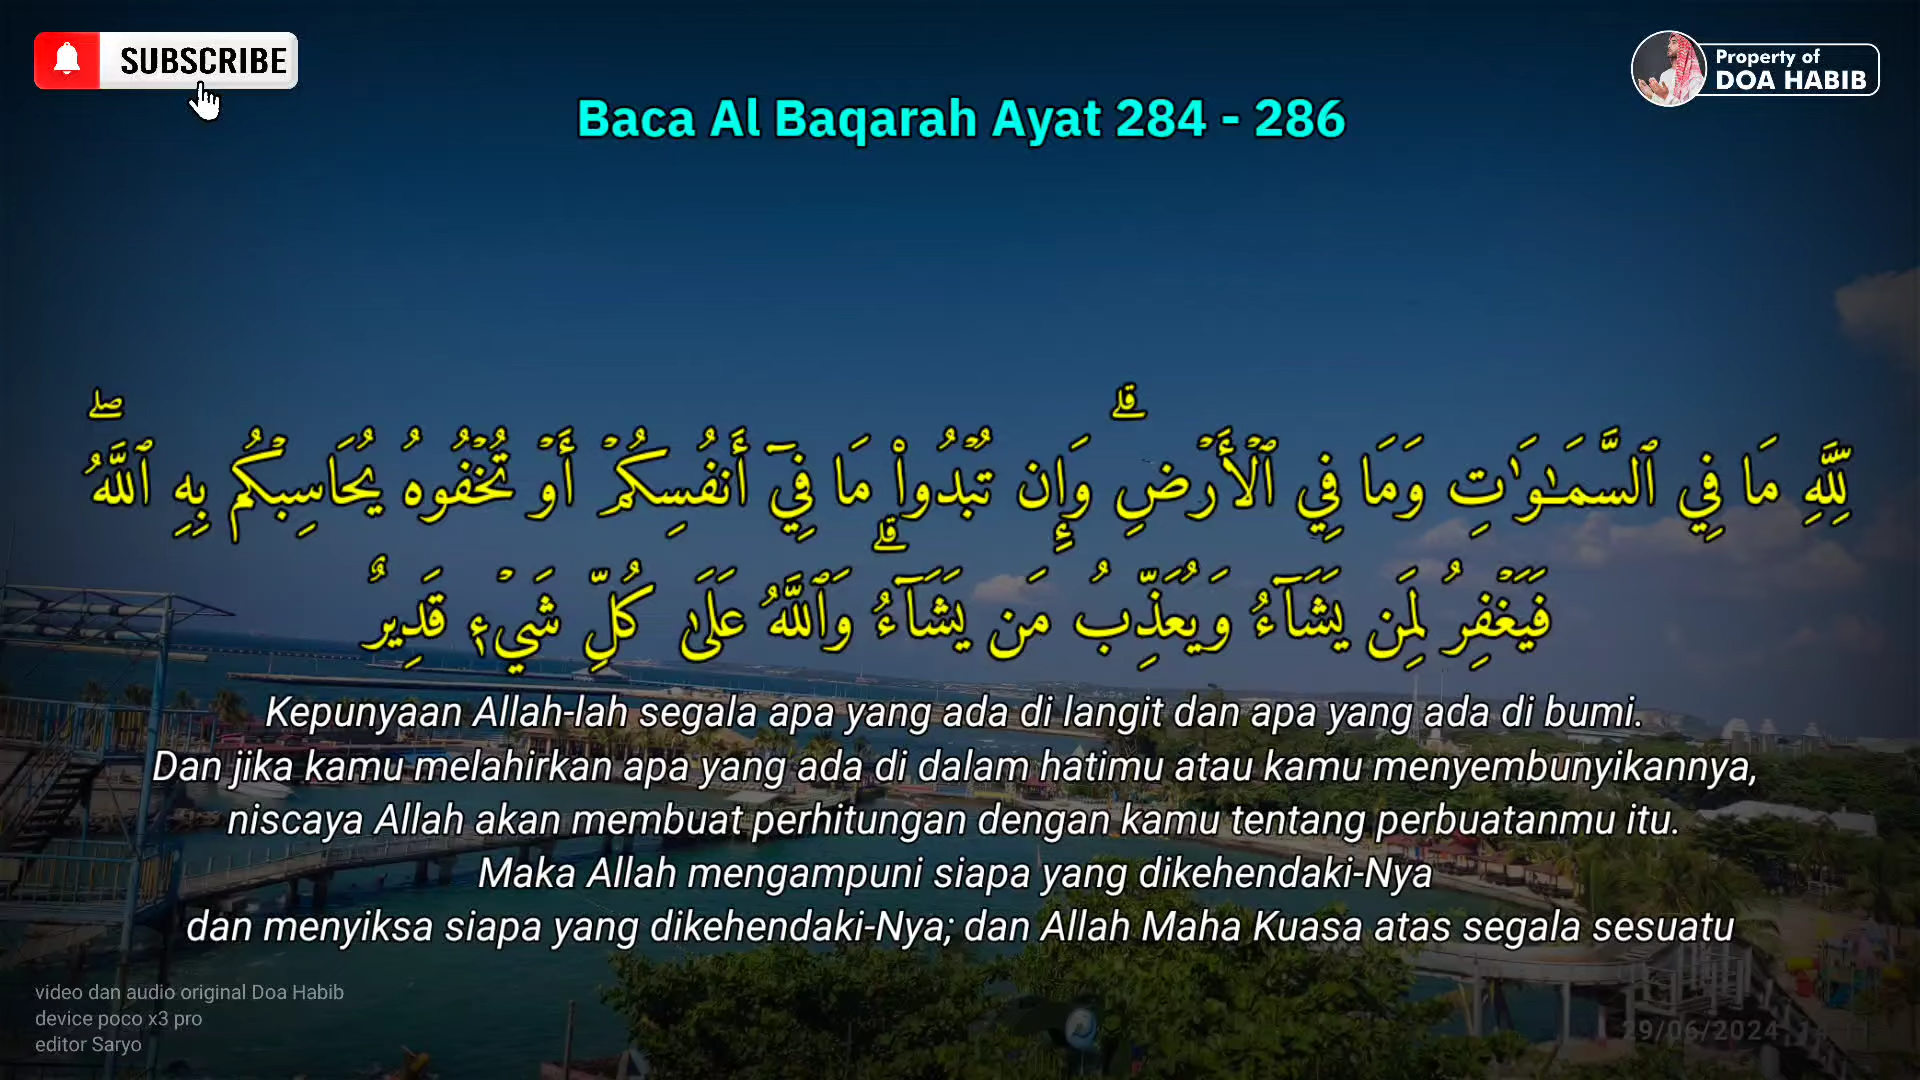 SUBSCRIBE
Property of
DOA HABIB
Baca Al Baqarah Ayat 284 - 286
لِّلَّهِ مَا فِي ٱلسَّمَـٰوَٰتِ وَمَا فِي ٱلْأَرْضِ ۗ وَإِن تُبْدُوا۟ مَا فِيٓ أَنفُسِكُمْ أَوْ تُخْفُوهُ يُحَاسِبْكُم بِهِ ٱللَّهُ ۖ
فَيَغْفِرُ لِمَن يَشَآءُ وَيُعَذِّبُ مَن يَشَآءُ ۗ وَٱللَّهُ عَلَىٰ كُلِّ شَيْءٍ قَدِيرٌ
Kepunyaan Allah-lah segala apa yang ada di langit dan apa yang ada di bumi.
Dan jika kamu melahirkan apa yang ada di dalam hatimu atau kamu menyembunyikannya,
niscaya Allah akan membuat perhitungan dengan kamu tentang perbuatanmu itu.
Maka Allah mengampuni siapa yang dikehendaki-Nya
dan menyiksa siapa yang dikehendaki-Nya; dan Allah Maha Kuasa atas segala sesuatu
video dan audio original Doa Habib
device poco x3 pro
editor Saryo
29/06/2024